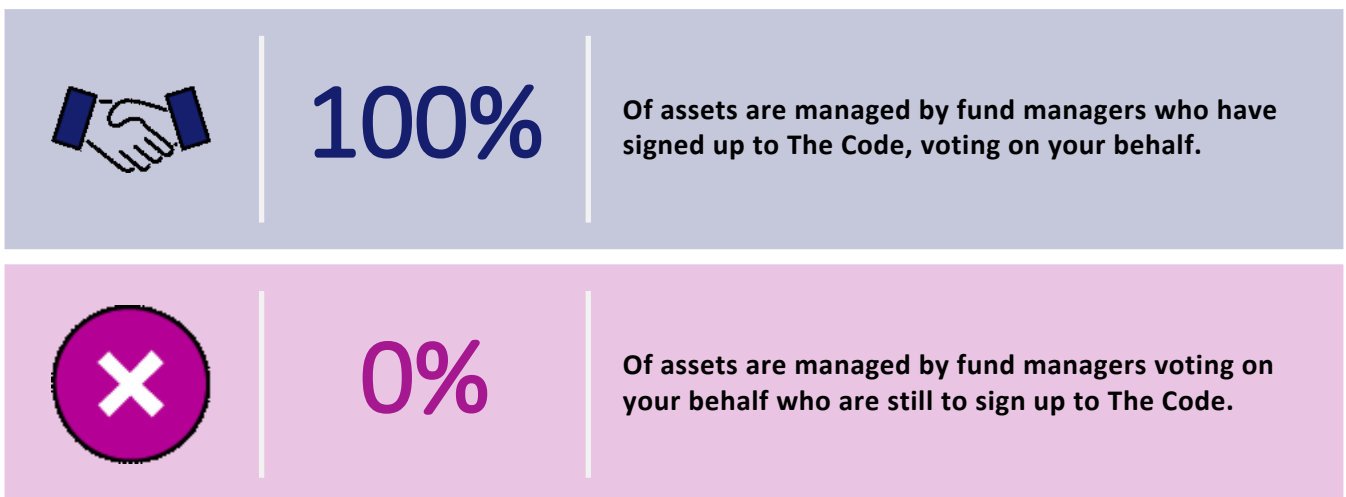 100%
Of assets are managed by fund managers who have
signed up to The Code, voting on your behalf.
0%
Of assets are managed by fund managers voting on
your behalf who are still to sign up to The Code.